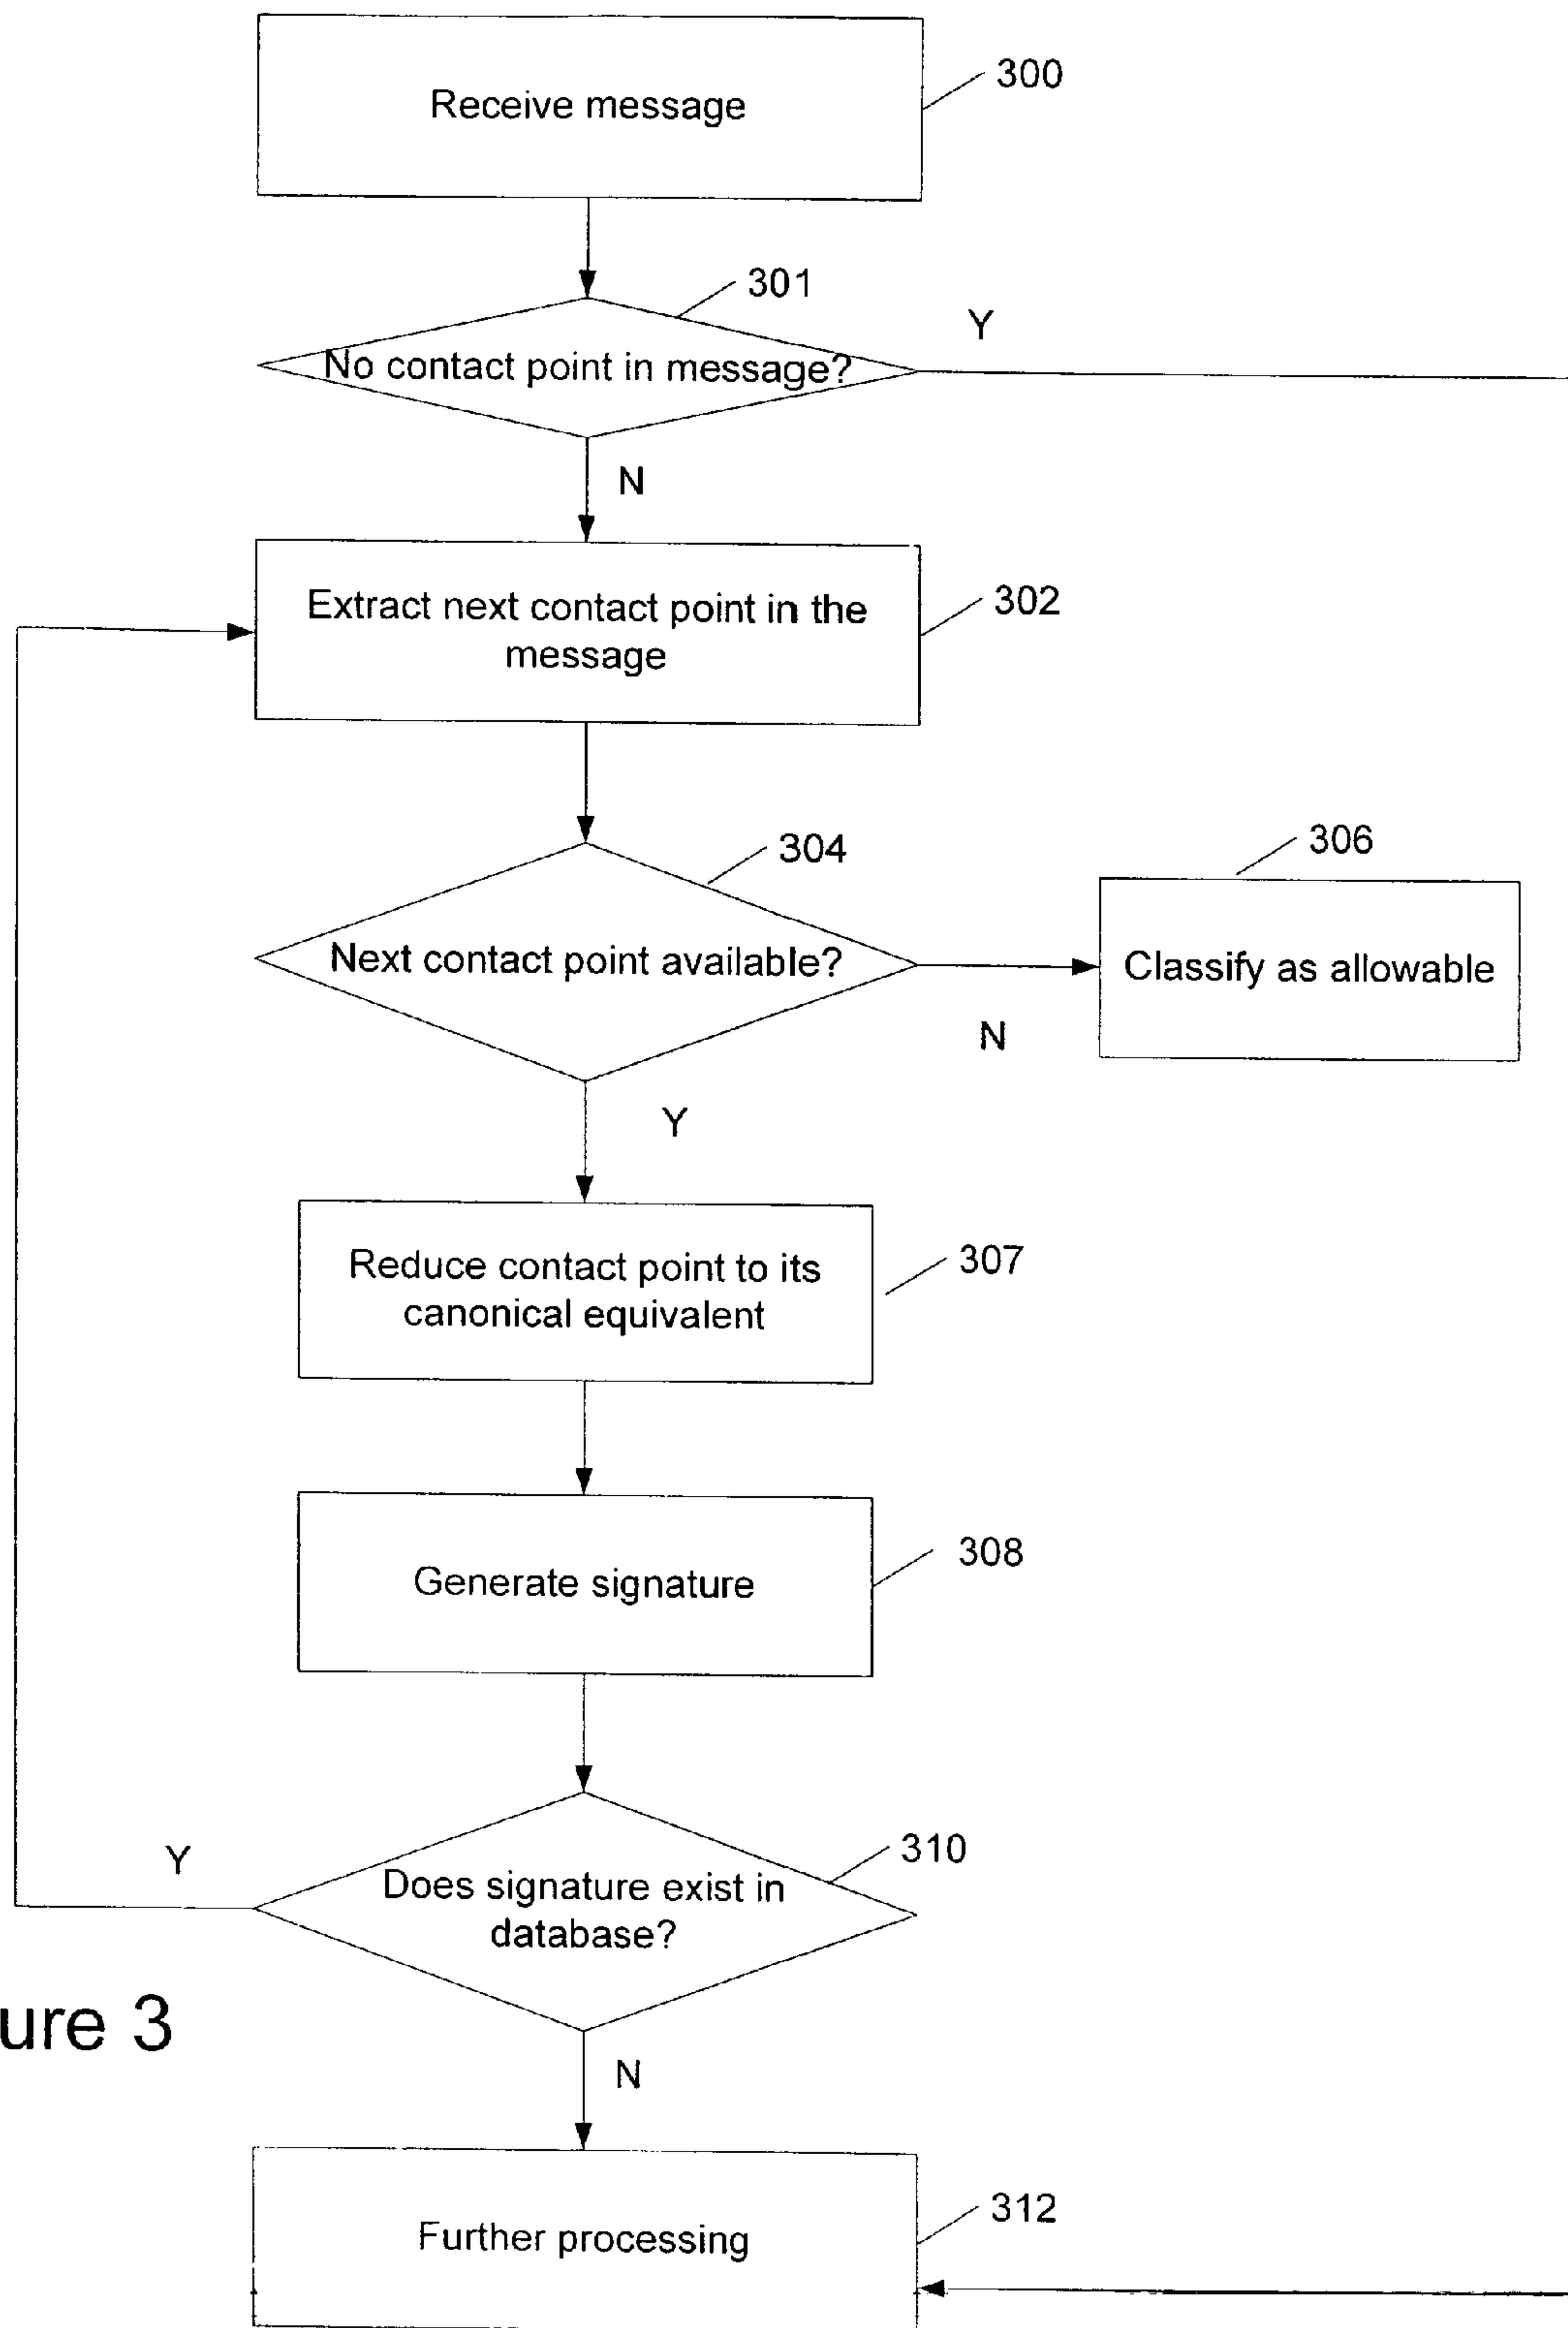 Receive message
300
301
No contact point in message?
Y
N
Extract next contact point in the
message
302
304
Next contact point available?
306
Classify as allowable
N
Y
Reduce contact point to its
canonical equivalent
307
Generate signature
308
310
Y
Does signature exist in
database?
ure 3
N
Further processing
312